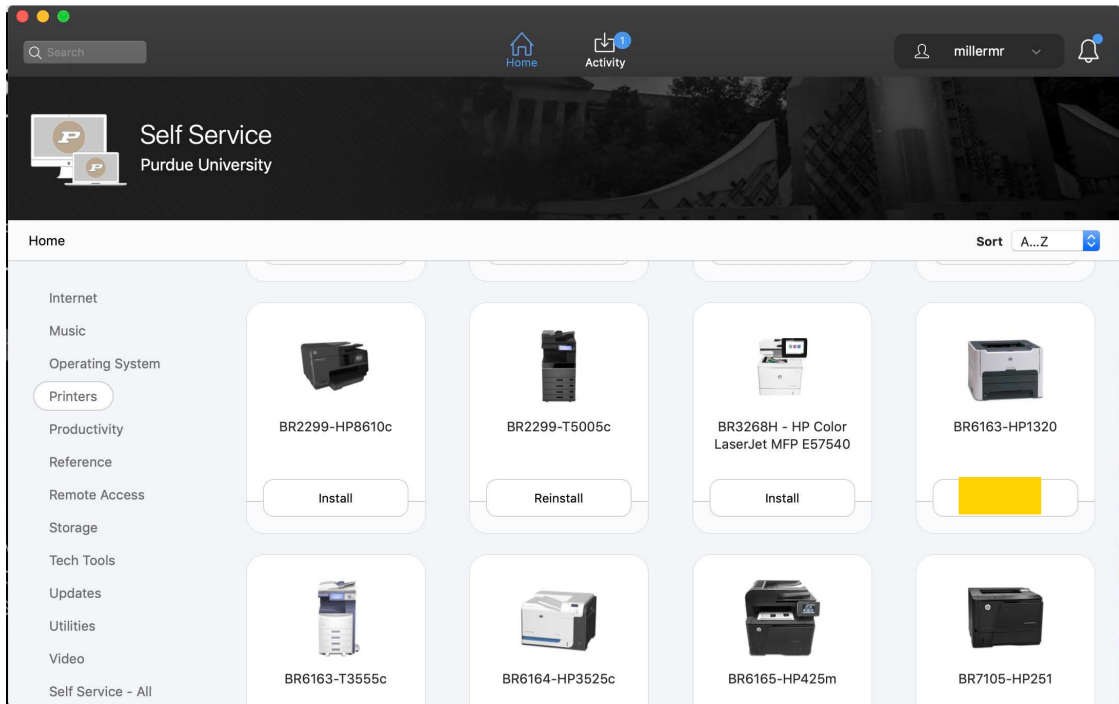 Search
Home
Activity
1
millermr
Self Service
Purdue University
Home
Sort A...Z
Internet
Music
Operating System
Printers
Productivity
Reference
Remote Access
Storage
Tech Tools
Updates
Utilities
Video
Self Service - All
BR2299-HP8610c
Install
BR2299-T5005c
Reinstall
BR3268H - HP Color
LaserJet MFP E57540
Install
BR6163-HP1320
BR6163-T3555c
BR6164-HP3525c
BR6165-HP425m
BR7105-HP251